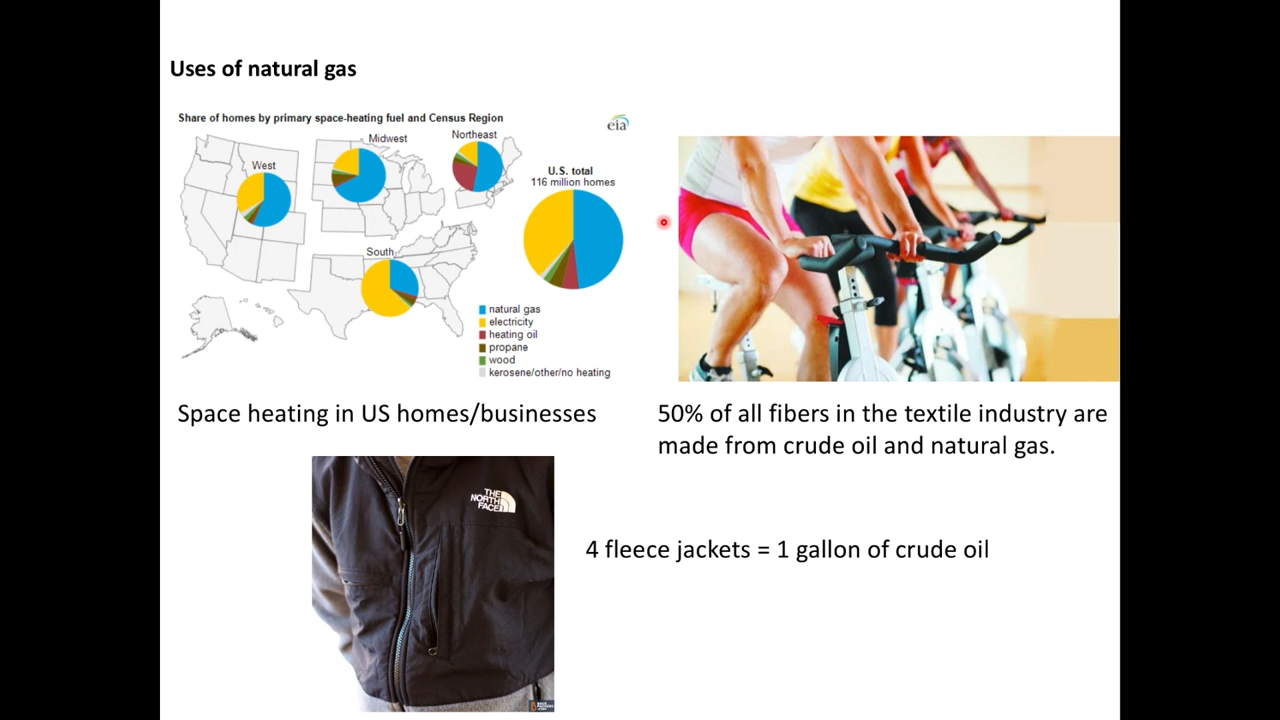 Uses of natural gas
Share of homes by primary space-heating fuel and Census Region
eia
Midwest
Northeast
West
U.S. total
116 million homes
South
natural gas
electricity
heating oil
propane
wood
kerosene/other/no heating
Space heating in US homes/businesses
50% of all fibers in the textile industry are
made from crude oil and natural gas.
THE
NORTH
FACE
4 fleece jackets = 1 gallon of crude oil